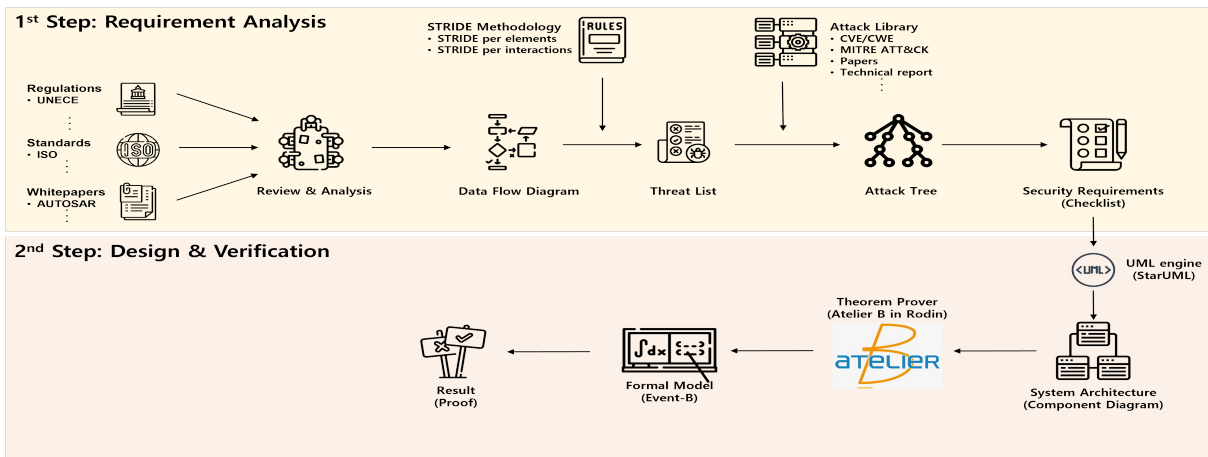 1st Step: Requirement Analysis
STRIDE Methodology
• STRIDE per elements
• STRIDE per interactions
RULES
Attack Library
• CVE/CWE
• MITRE ATT&CK
• Papers
• Technical report
Regulations
• UNECE
Standards
• ISO
ISO
Whitepapers
• AUTOSAR
Review & Analysis
Data Flow Diagram
Threat List
Attack Tree
Security Requirements
(Checklist)
2nd Step: Design & Verification
<UML>
UML engine
(StarUML)
Theorem Prover
(Atelier B in Rodin)
B
ATELIER
∫dx
Result
(Proof)
Formal Model
(Event-B)
System Architecture
(Component Diagram)